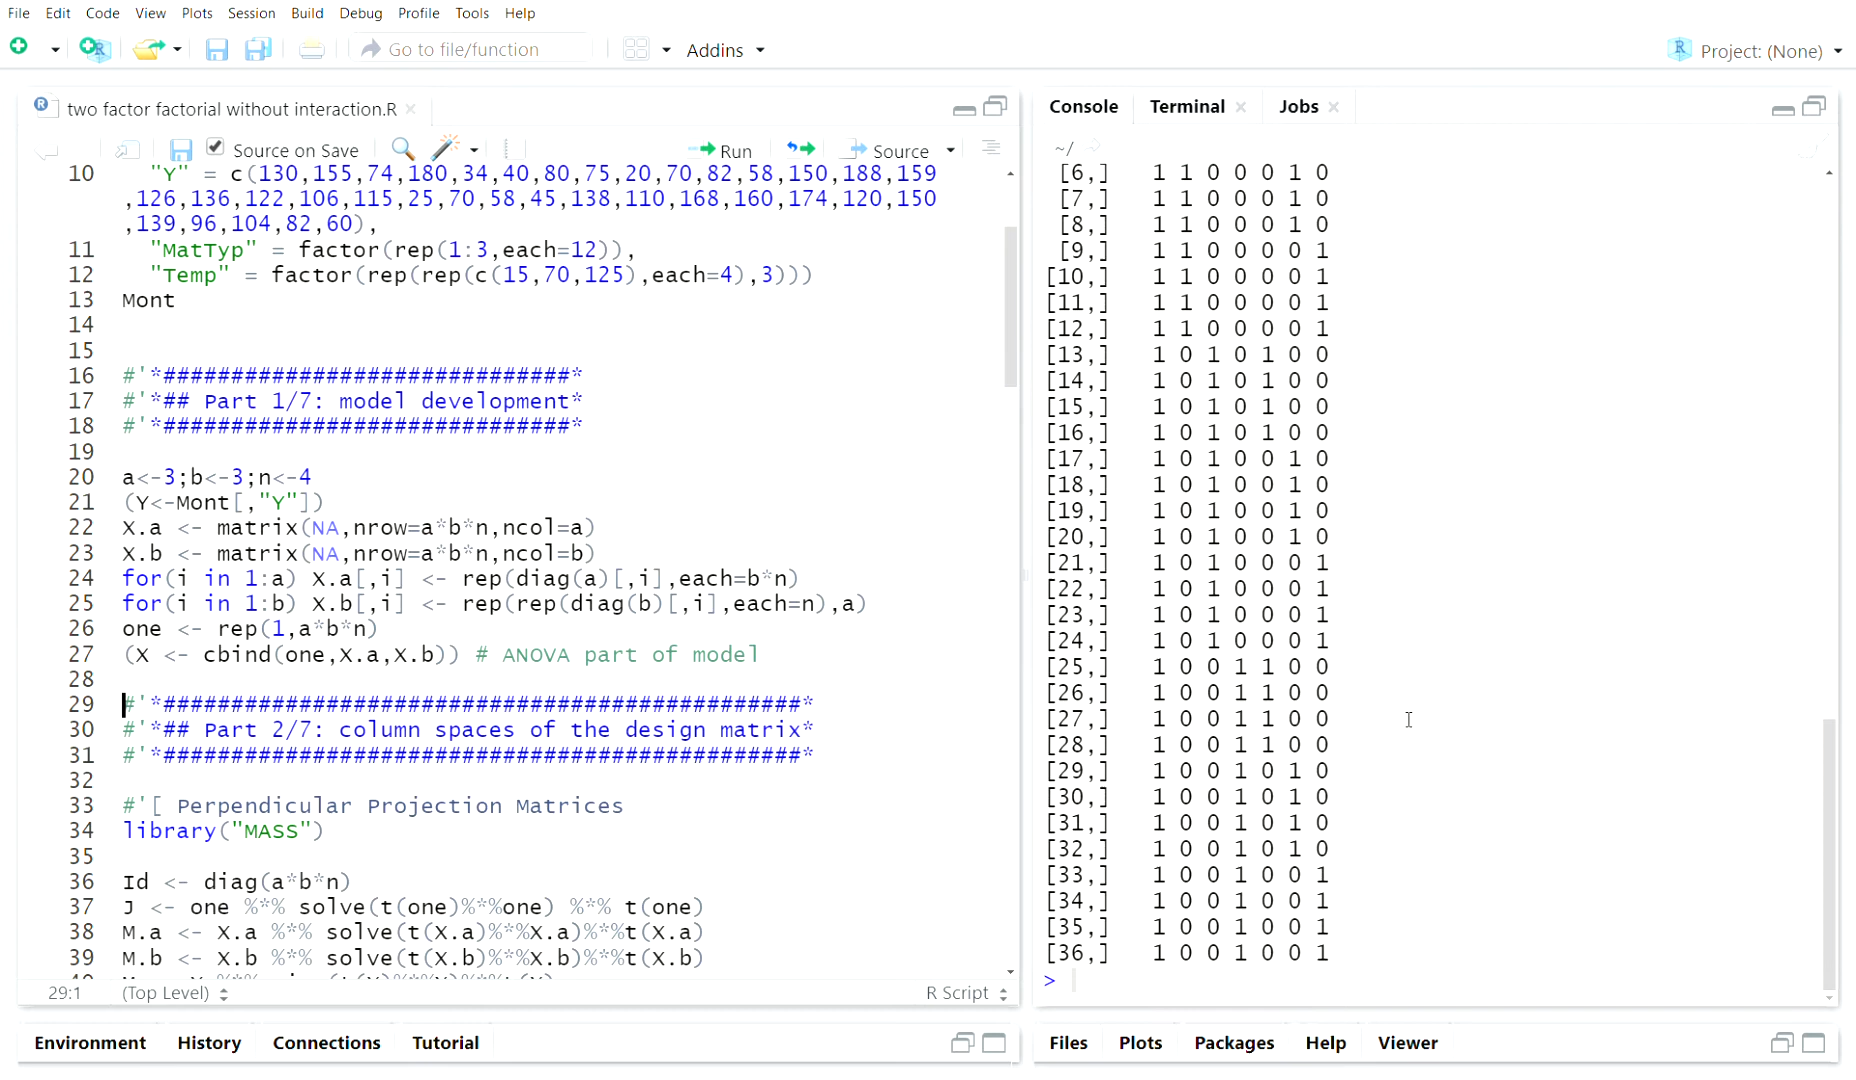 File Edit Code View Plots Session Build Debug Profile Tools Help
Go to file/function Addins Project: (None)
two factor factorial without interaction.R
Source on Save Run Source
10 "Y" = c(130,155,74,180,34,40,80,75,20,70,82,58,150,188,159
,126,136,122,106,115,25,70,58,45,138,110,168,160,174,120,150
,139,96,104,82,60),
11 "MatTyp" = factor(rep(1:3,each=12)),
12 "Temp" = factor(rep(rep(c(15,70,125),each=4),3)))
13 Mont
14
15
16 #'*##############################*
17 #'*## Part 1/7: model development*
18 #'*##############################*
19
20 a<-3;b<-3;n<-4
21 (Y<-Mont[,"Y"])
22 X.a <- matrix(NA,nrow=a*b*n,ncol=a)
23 X.b <- matrix(NA,nrow=a*b*n,ncol=b)
24 for(i in 1:a) X.a[,i] <- rep(diag(a)[,i],each=b*n)
25 for(i in 1:b) X.b[,i] <- rep(rep(diag(b)[,i],each=n),a)
26 one <- rep(1,a*b*n)
27 (X <- cbind(one,X.a,X.b)) # ANOVA part of model
28
29 #'*###############################################*
30 #'*## Part 2/7: column spaces of the design matrix*
31 #'*###############################################*
32
33 #'[ Perpendicular Projection Matrices
34 library("MASS")
35
36 Id <- diag(a*b*n)
37 J <- one %*% solve(t(one)%*%one) %*% t(one)
38 M.a <- X.a %*% solve(t(X.a)%*%X.a)%*%t(X.a)
39 M.b <- X.b %*% solve(t(X.b)%*%X.b)%*%t(X.b)
29:1 (Top Level) R Script
Environment History Connections Tutorial
Console Terminal Jobs
~/
[6,] 1 1 0 0 0 1 0
[7,] 1 1 0 0 0 1 0
[8,] 1 1 0 0 0 1 0
[9,] 1 1 0 0 0 0 1
[10,] 1 1 0 0 0 0 1
[11,] 1 1 0 0 0 0 1
[12,] 1 1 0 0 0 0 1
[13,] 1 0 1 0 1 0 0
[14,] 1 0 1 0 1 0 0
[15,] 1 0 1 0 1 0 0
[16,] 1 0 1 0 1 0 0
[17,] 1 0 1 0 0 1 0
[18,] 1 0 1 0 0 1 0
[19,] 1 0 1 0 0 1 0
[20,] 1 0 1 0 0 1 0
[21,] 1 0 1 0 0 0 1
[22,] 1 0 1 0 0 0 1
[23,] 1 0 1 0 0 0 1
[24,] 1 0 1 0 0 0 1
[25,] 1 0 0 1 1 0 0
[26,] 1 0 0 1 1 0 0
[27,] 1 0 0 1 1 0 0
[28,] 1 0 0 1 1 0 0
[29,] 1 0 0 1 0 1 0
[30,] 1 0 0 1 0 1 0
[31,] 1 0 0 1 0 1 0
[32,] 1 0 0 1 0 1 0
[33,] 1 0 0 1 0 0 1
[34,] 1 0 0 1 0 0 1
[35,] 1 0 0 1 0 0 1
[36,] 1 0 0 1 0 0 1
>
Files Plots Packages Help Viewer